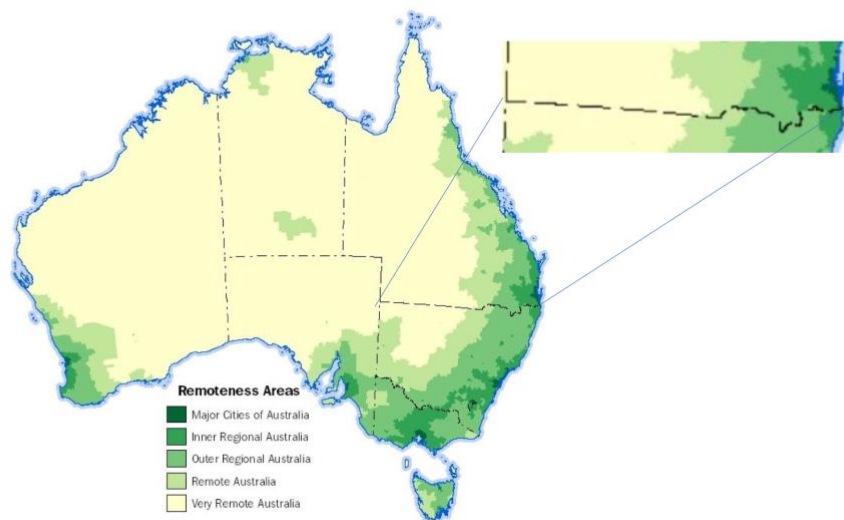 Remoteness Areas
Major Cities of Australia
Inner Regional Australia
Outer Regional Australia
Remote Australia
Very Remote Australia